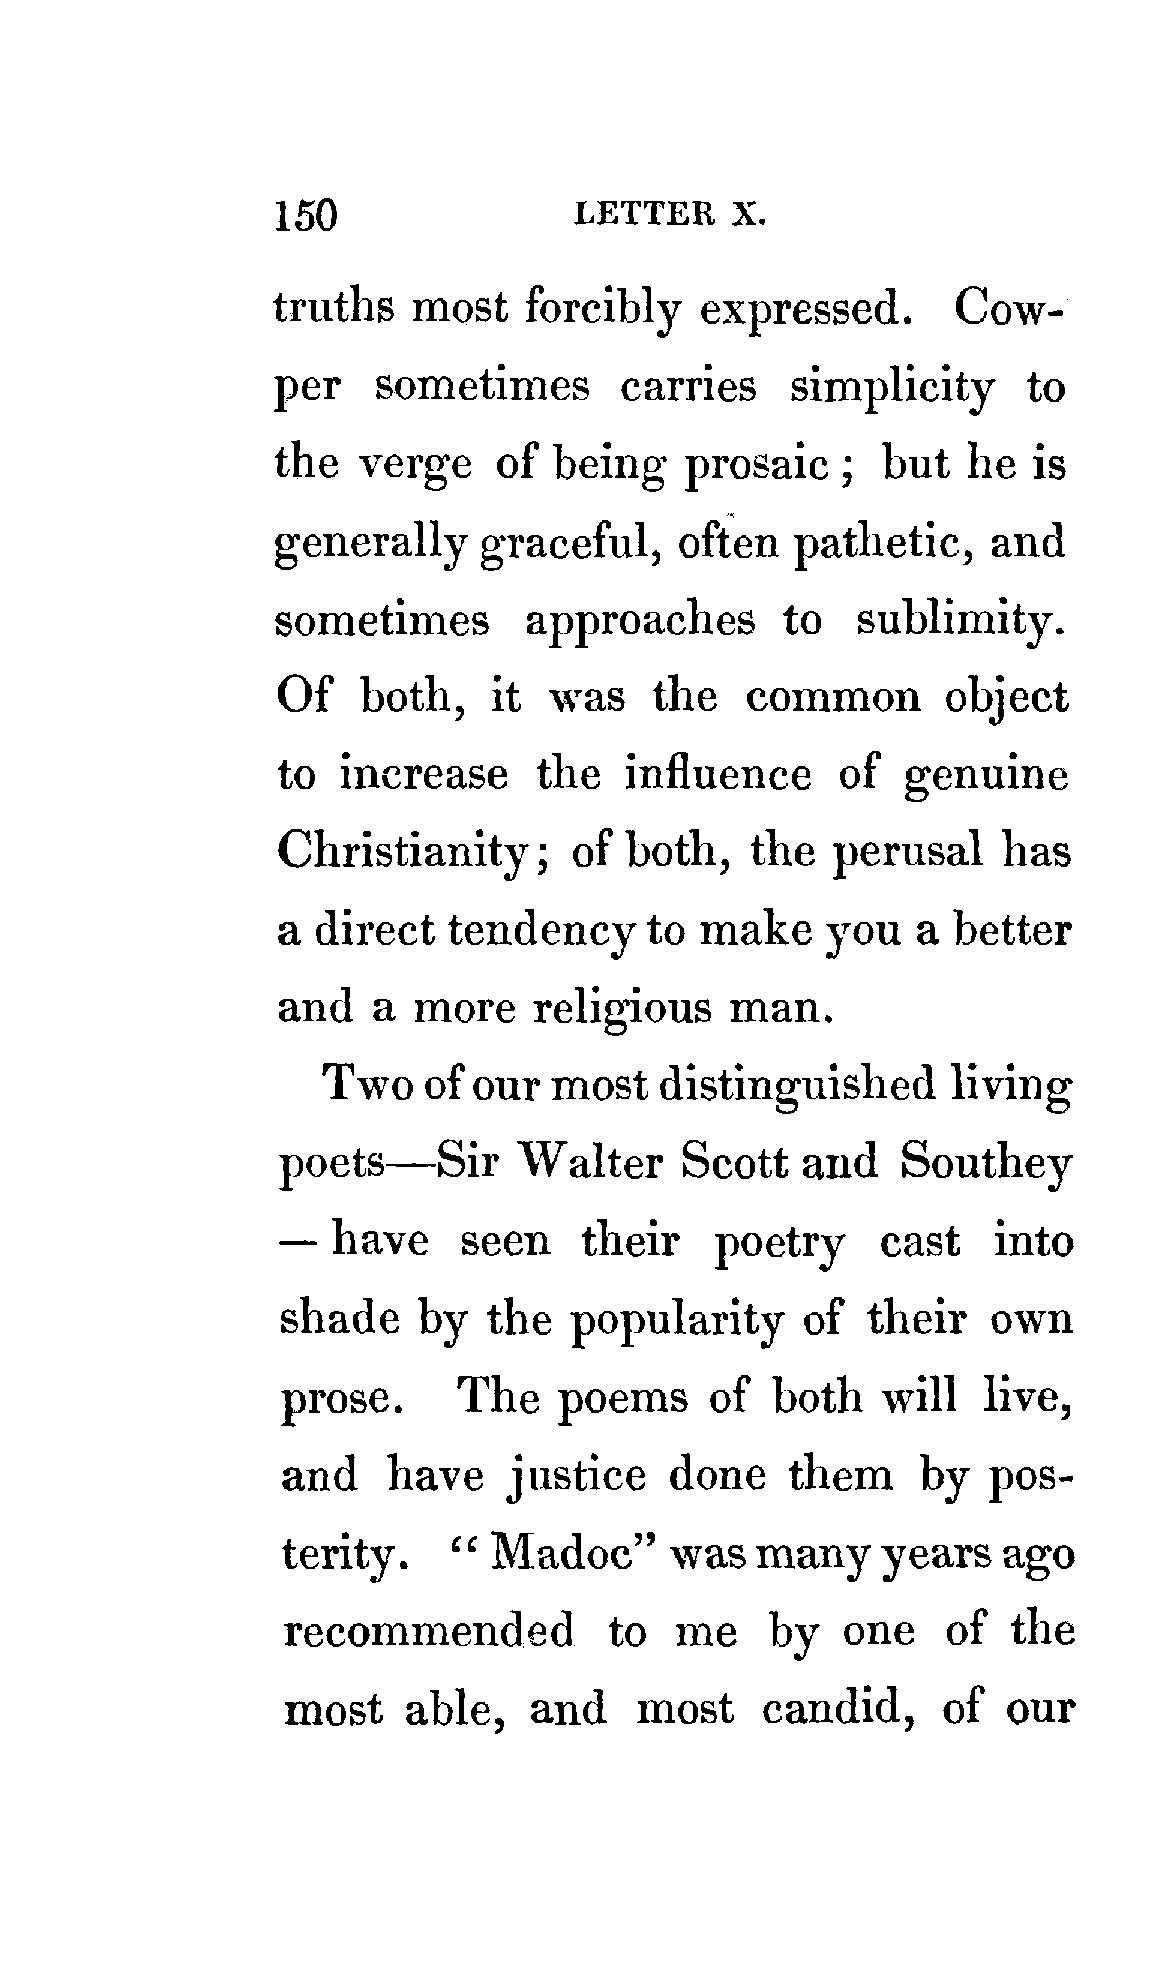 150 LETTER X.
truths most forcibly expressed. Cow-
per sometimes carries simplicity to
the verge of being prosaic ; but he is
generally graceful, often pathetic, and
sometimes approaches to sublimity.
Of both, it was the common object
to increase the influence of genuine
Christianity; of both, the perusal has
a direct tendency to make you a better
and a more religious man.
Two of our most distinguished living
poets—Sir Walter Scott and Southey
— have seen their poetry cast into
shade by the popularity of their own
prose. The poems of both will live,
and have justice done them by pos-
terity. “ Madoc” was many years ago
recommended to me by one of the
most able, and most candid, of our